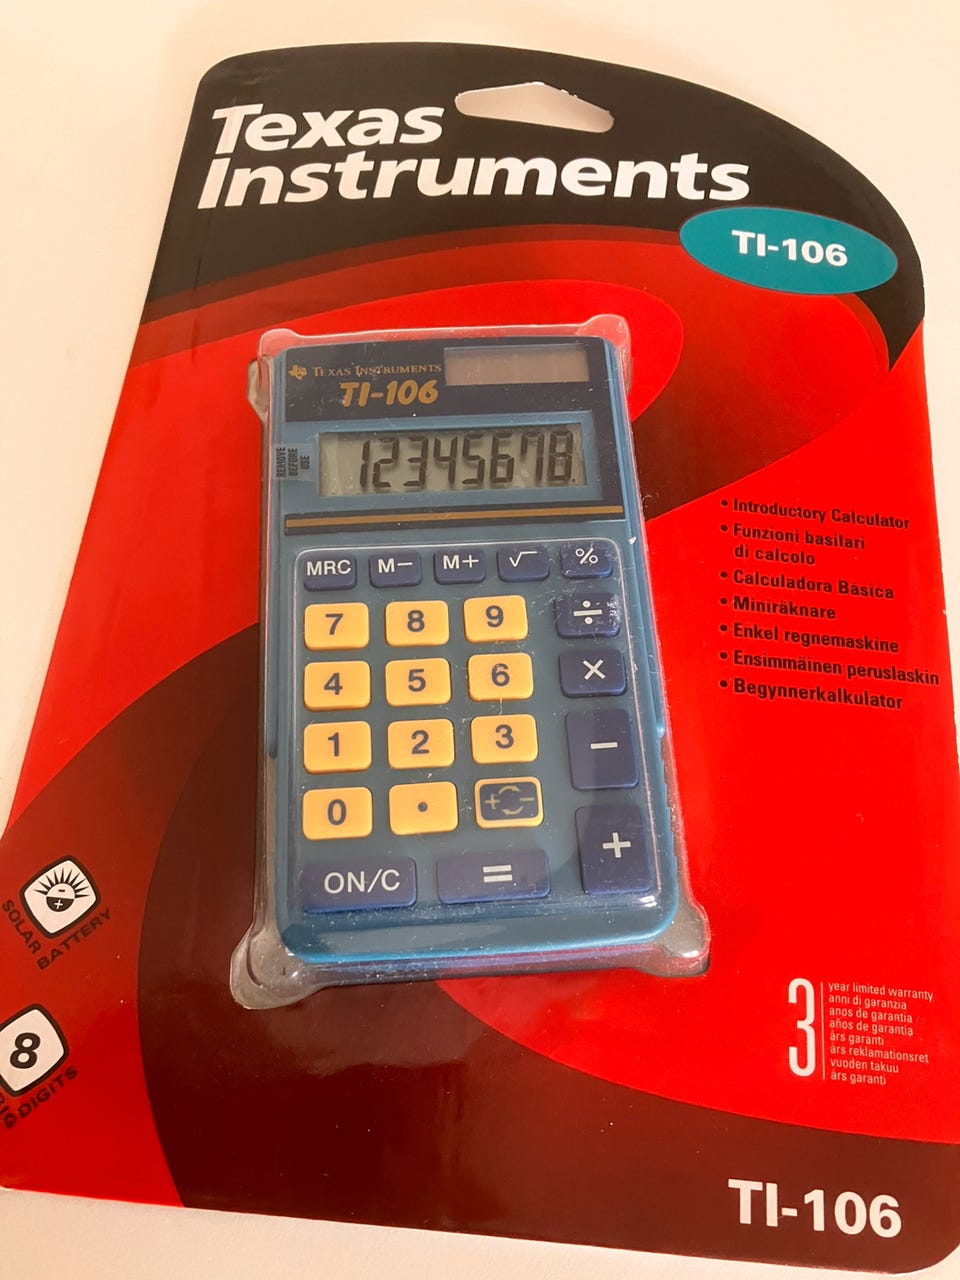 Texas
Instruments
TI-106
TEXAS INSTRUMENTS
TI-106
REMOVE
BEFORE
USE
12345678.
MRC M− M+ √ %
7 8 9 ÷
4 5 6 ×
1 2 3 −
0 . +⟲−
ON/C = +
• Introductory Calculator
• Funzioni basilari
di calcolo
• Calculadora Básica
• Miniräknare
• Enkel regnemaskine
• Ensimmäinen peruslaskin
• Begynnerkalkulator
SOLAR
BATTERY
8
DIGITS
3
year limited warranty
anni di garanzia
anos de garantia
años de garantía
års garanti
års reklamationsret
vuoden takuu
års garanti
TI-106